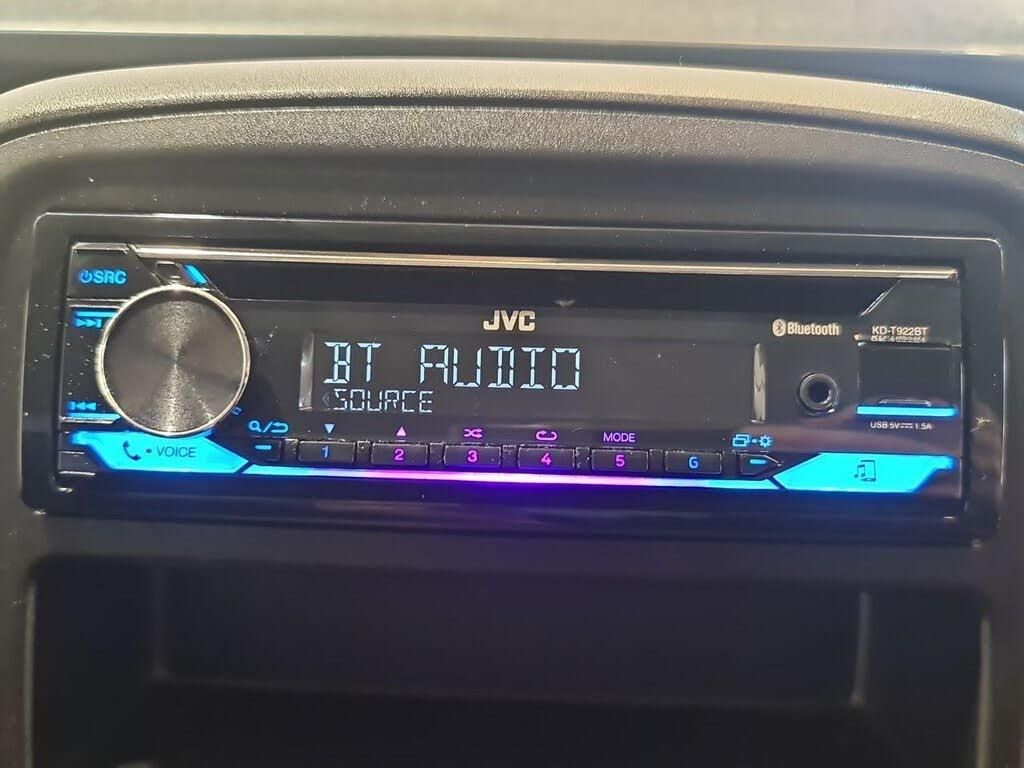 SRC
JVC
Bluetooth
KD-T922BT
BT AUDIO
SOURCE
USB 5V⎓1.5A
MODE
VOICE
1 2 3 4 5 6